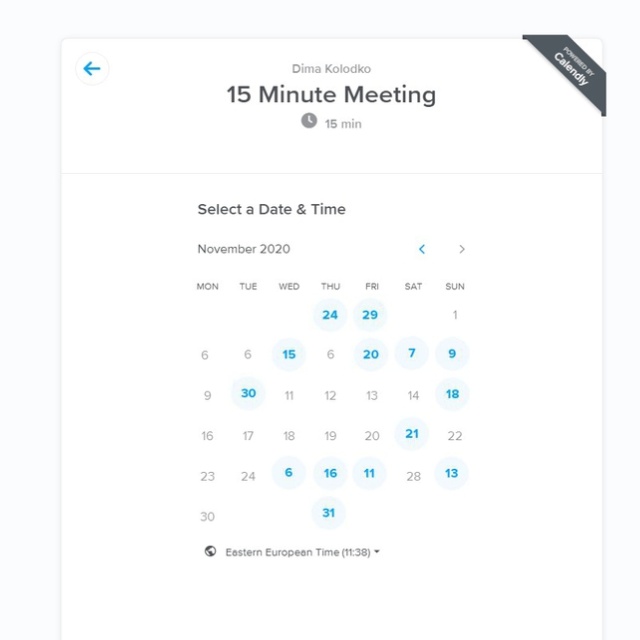 POWERED BY
Calendly
Dima Kolodko
15 Minute Meeting
15 min
Select a Date & Time
November 2020
MON TUE WED THU FRI SAT SUN
24 29 1
6 6 15 6 20 7 9
9 30 11 12 13 14 18
16 17 18 19 20 21 22
23 24 6 16 11 28 13
30 31
Eastern European Time (11:38)